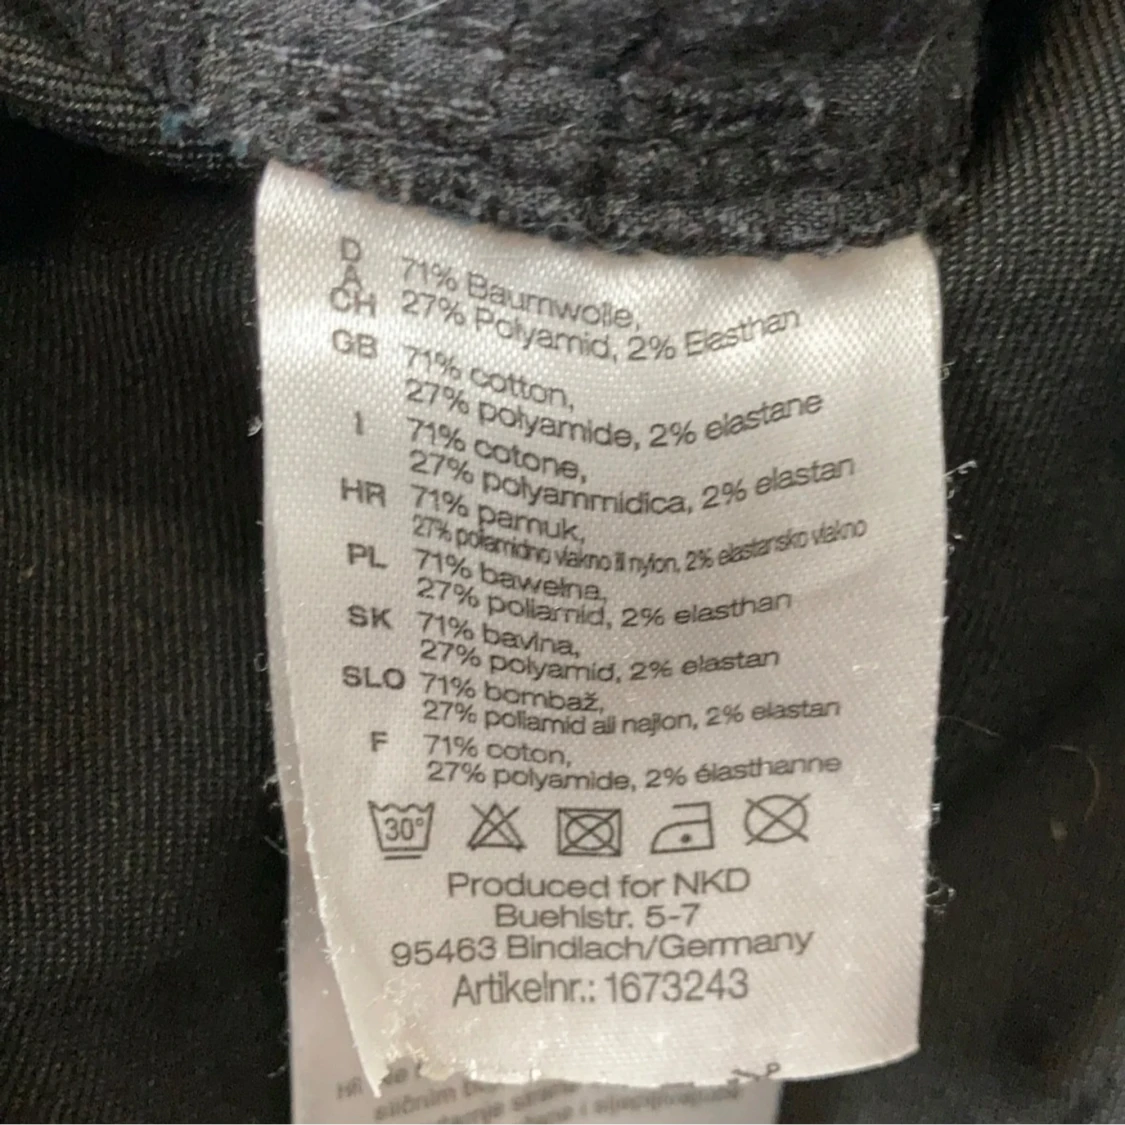 D
A
CH
71% Baumwolle,
27% Polyamid, 2% Elasthan
GB 71% cotton,
27% polyamide, 2% elastane
I 71% cotone,
27% polyammidica, 2% elastan
HR 71% pamuk,
27% poliamidno vlakno ili nylon, 2% elastansko vlakno
PL 71% bawełna,
27% poliamid, 2% elasthan
SK 71% bavlna,
27% polyamid, 2% elastan
SLO 71% bombaž,
27% poliamid ali najlon, 2% elastan
F 71% coton,
27% polyamide, 2% élasthanne
30°
Produced for NKD
Buehlstr. 5-7
95463 Bindlach/Germany
Artikelnr.: 1673243
HR
sličnim